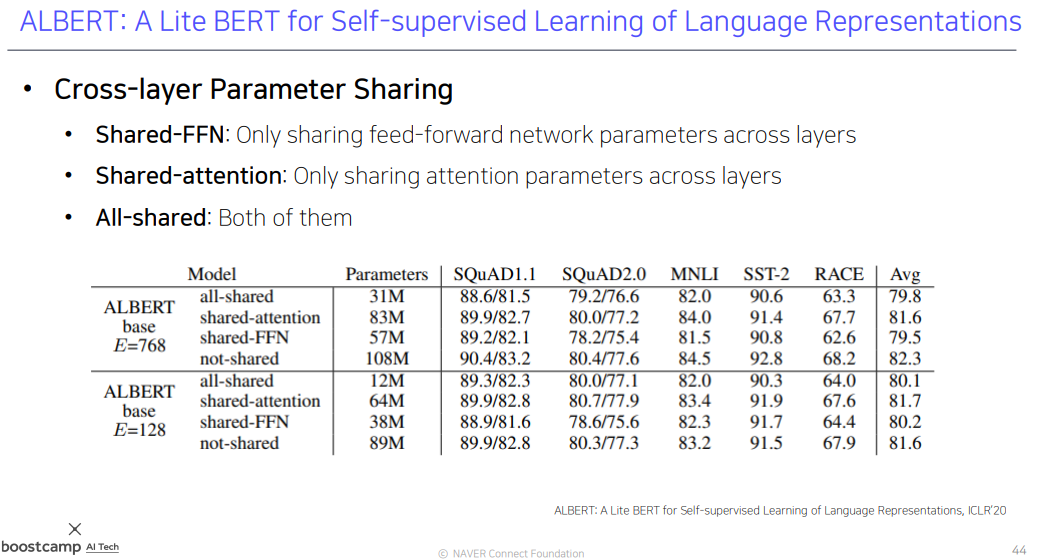 ALBERT: A Lite BERT for Self-supervised Learning of Language Representations
• Cross-layer Parameter Sharing
• Shared-FFN: Only sharing feed-forward network parameters across layers
• Shared-attention: Only sharing attention parameters across layers
• All-shared: Both of them
Model Parameters SQuAD1.1 SQuAD2.0 MNLI SST-2 RACE Avg
ALBERT base E=768
all-shared 31M 88.6/81.5 79.2/76.6 82.0 90.6 63.3 79.8
shared-attention 83M 89.9/82.7 80.0/77.2 84.0 91.4 67.7 81.6
shared-FFN 57M 89.2/82.1 78.2/75.4 81.5 90.8 62.6 79.5
not-shared 108M 90.4/83.2 80.4/77.6 84.5 92.8 68.2 82.3
ALBERT base E=128
all-shared 12M 89.3/82.3 80.0/77.1 82.0 90.3 64.0 80.1
shared-attention 64M 89.9/82.8 80.7/77.9 83.4 91.9 67.6 81.7
shared-FFN 38M 88.9/81.6 78.6/75.6 82.3 91.7 64.4 80.2
not-shared 89M 89.9/82.8 80.3/77.3 83.2 91.5 67.9 81.6
ALBERT: A Lite BERT for Self-supervised Learning of Language Representations, ICLR'20
boostcamp AI Tech
© NAVER Connect Foundation
44